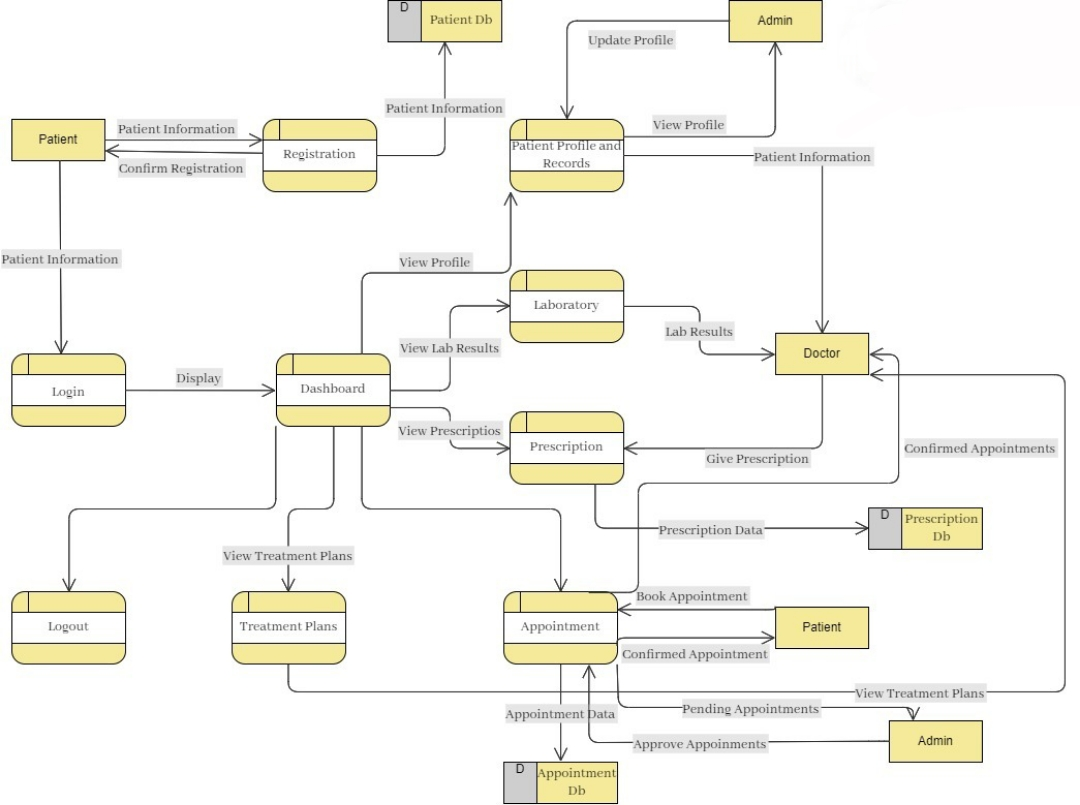 D
Patient Db
Admin
Update Profile
Patient Information
Patient
Patient Information
Confirm Registration
Registration
View Profile
Patient Profile and
Records
Patient Information
Patient Information
View Profile
Laboratory
View Lab Results
Lab Results
Doctor
Login
Display
Dashboard
View Prescriptios
Prescription
Give Prescription
Confirmed Appointments
D
Prescription
Db
Prescription Data
View Treatment Plans
Book Appointment
Logout
Treatment Plans
Appointment
Patient
Confirmed Appointment
View Treatment Plans
Pending Appointments
Appointment Data
Approve Appoinments
Admin
D
Appointment
Db